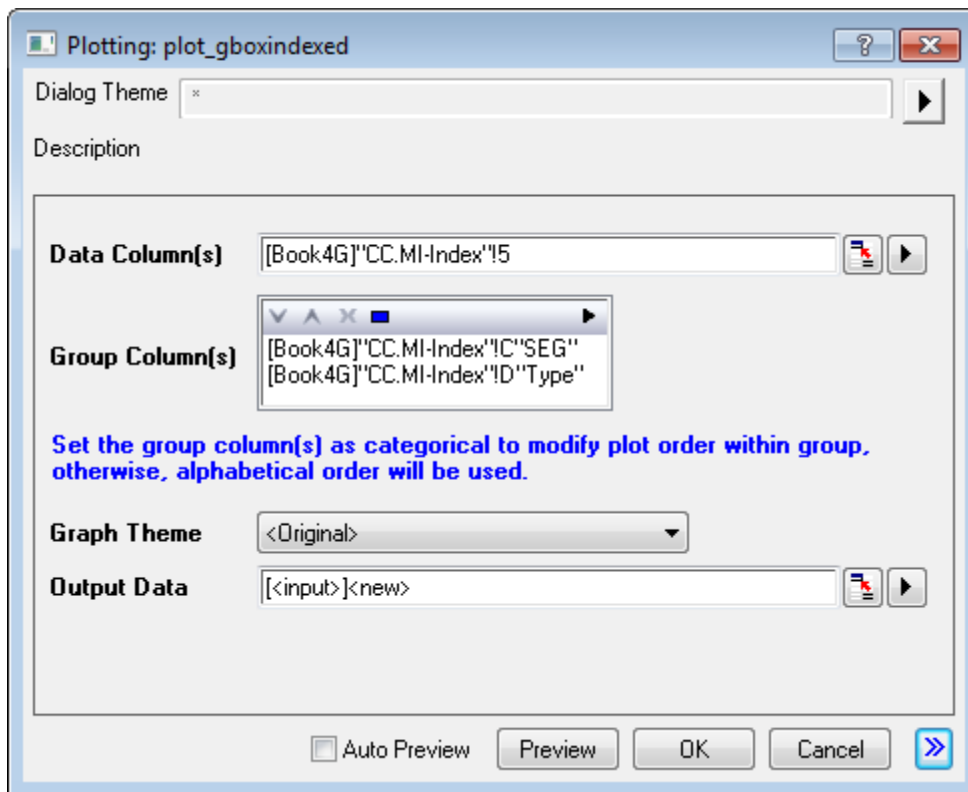 Plotting: plot_gboxindexed
Dialog Theme *
Description
Data Column(s) [Book4G]"CC.MI-Index"!5
Group Column(s)
[Book4G]"CC.MI-Index"!C"SEG"
[Book4G]"CC.MI-Index"!D"Type"
Set the group column(s) as categorical to modify plot order within group,
otherwise, alphabetical order will be used.
Graph Theme <Original>
Output Data [<input>]<new>
Auto Preview Preview OK Cancel